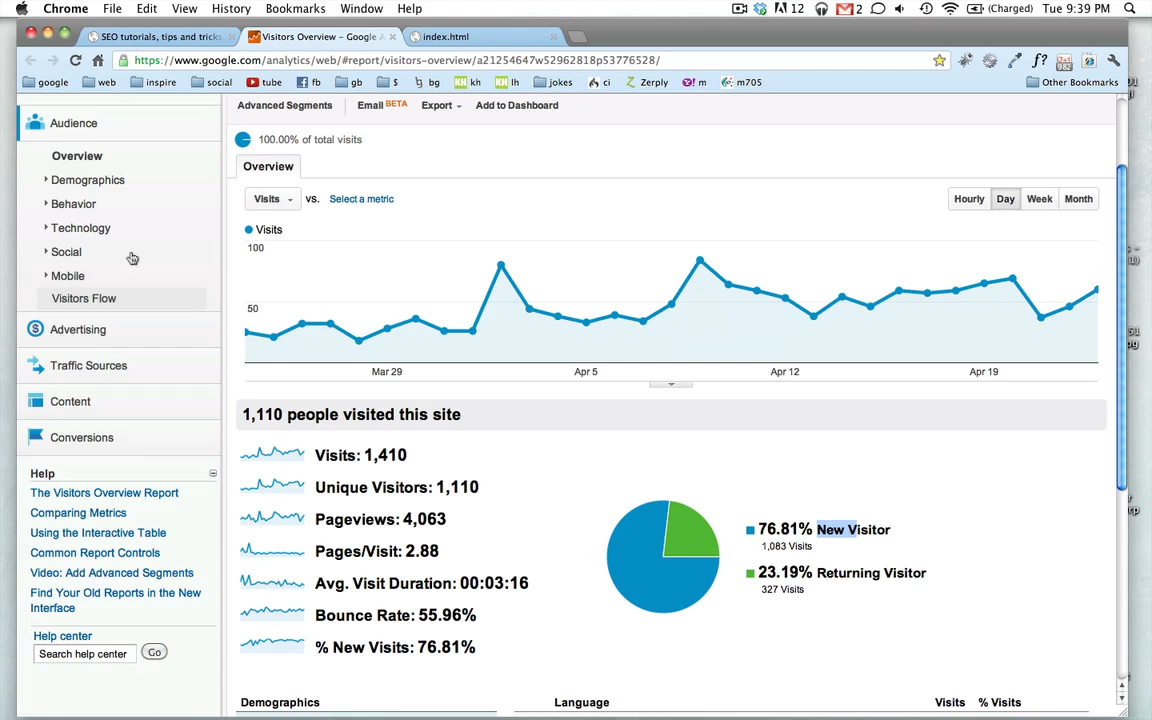 Chrome File Edit View History Bookmarks Window Help 12 2 (Charged) Tue 9:39 PM
SEO tutorials, tips and tricks Visitors Overview – Google A index.html
https://www.google.com/analytics/web/#report/visitors-overview/a21254647w52962818p53776528/ f? 982
google web inspire social tube fb gb $ bg kh lh jokes ci Zerply m m705 Other Bookmarks
Advanced Segments Email BETA Export Add to Dashboard
100.00% of total visits
Overview
Visits vs. Select a metric Hourly Day Week Month
Visits
100
50
Mar 29 Apr 5 Apr 12 Apr 19
Audience
Overview
Demographics
Behavior
Technology
Social
Mobile
Visitors Flow
Advertising
Traffic Sources
Content
Conversions
Help
The Visitors Overview Report
Comparing Metrics
Using the Interactive Table
Common Report Controls
Video: Add Advanced Segments
Find Your Old Reports in the New
Interface
Help center
Search help center Go
1,110 people visited this site
Visits: 1,410
Unique Visitors: 1,110
Pageviews: 4,063
Pages/Visit: 2.88
Avg. Visit Duration: 00:03:16
Bounce Rate: 55.96%
% New Visits: 76.81%
76.81% New Visitor
1,083 Visits
23.19% Returning Visitor
327 Visits
Demographics Language Visits % Visits